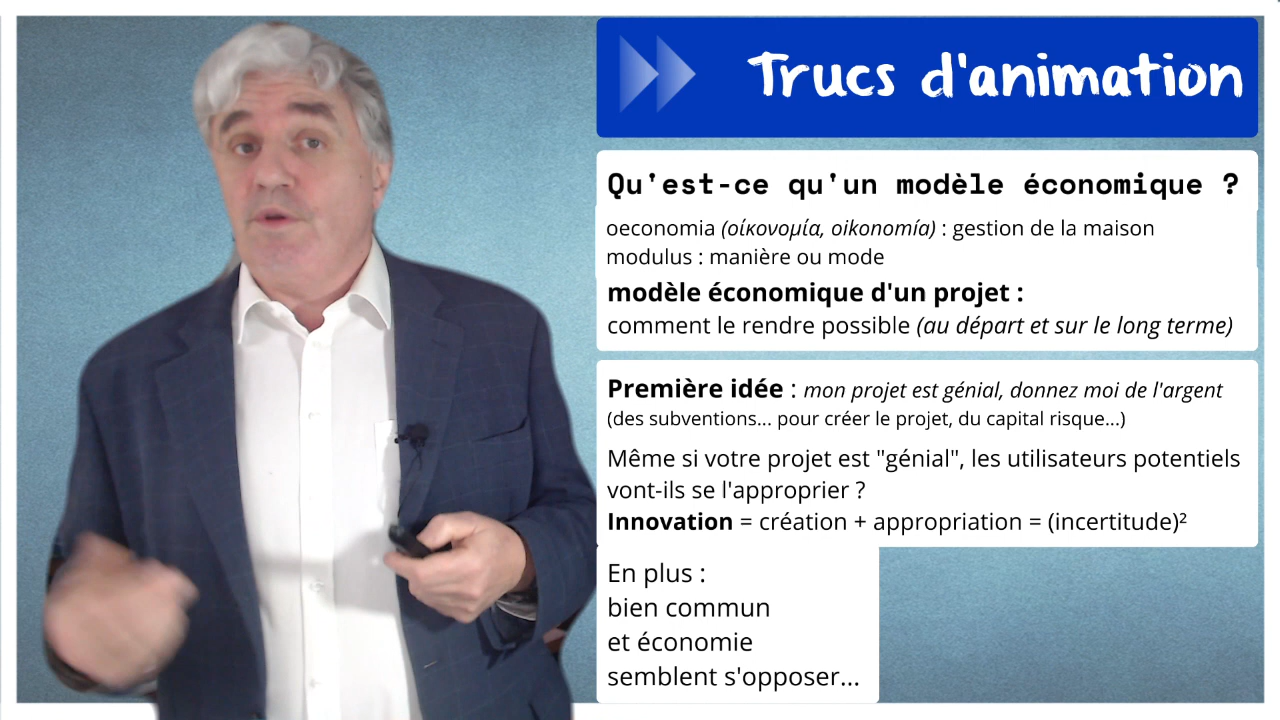 Trucs d'animation
Qu'est-ce qu'un modèle économique ?
oeconomia (οἰκονομία, oikonomía) : gestion de la maison
modulus : manière ou mode
modèle économique d'un projet :
comment le rendre possible (au départ et sur le long terme)
Première idée : mon projet est génial, donnez moi de l'argent
(des subventions... pour créer le projet, du capital risque...)
Même si votre projet est "génial", les utilisateurs potentiels
vont-ils se l'approprier ?
Innovation = création + appropriation = (incertitude)²
En plus :
bien commun
et économie
semblent s'opposer...